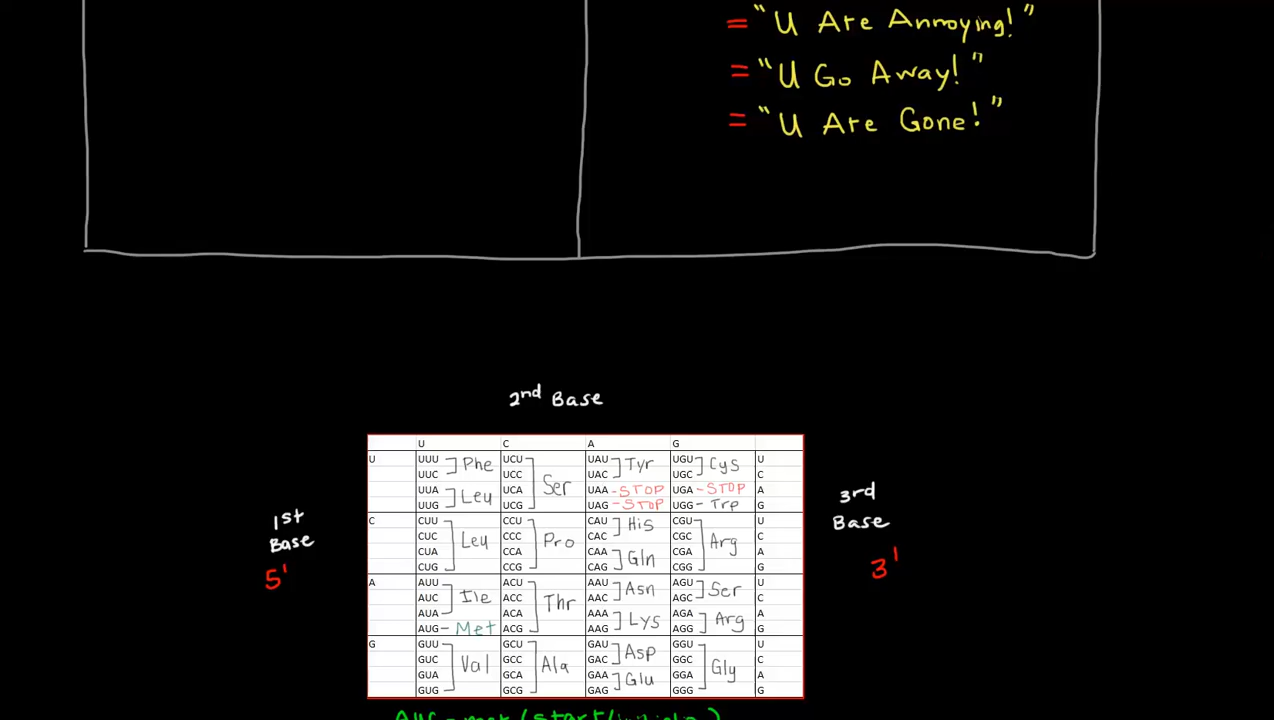 = "U Are Annoying!"
= "U Go Away!"
= "U Are Gone!"
2nd Base
1st Base 5'
3rd Base 3'
U C A G
U UUU UCU UAU UGU U
UUC Phe UCC UAC Tyr UGC Cys C
UUA UCA Ser UAA - STOP UGA - STOP A
UUG Leu UCG UAG - STOP UGG - Trp G
C CUU CCU CAU His CGU U
CUC Leu CCC Pro CAC CGC Arg C
CUA CCA CAA Gln CGA A
CUG CCG CAG CGG G
A AUU ACU AAU Asn AGU Ser U
AUC Ile ACC Thr AAC AGC C
AUA ACA AAA Lys AGA Arg A
AUG - Met ACG AAG AGG G
G GUU GCU GAU Asp GGU U
GUC Val GCC Ala GAC GGC Gly C
GUA GCA GAA Glu GGA A
GUG GCG GAG GGG G